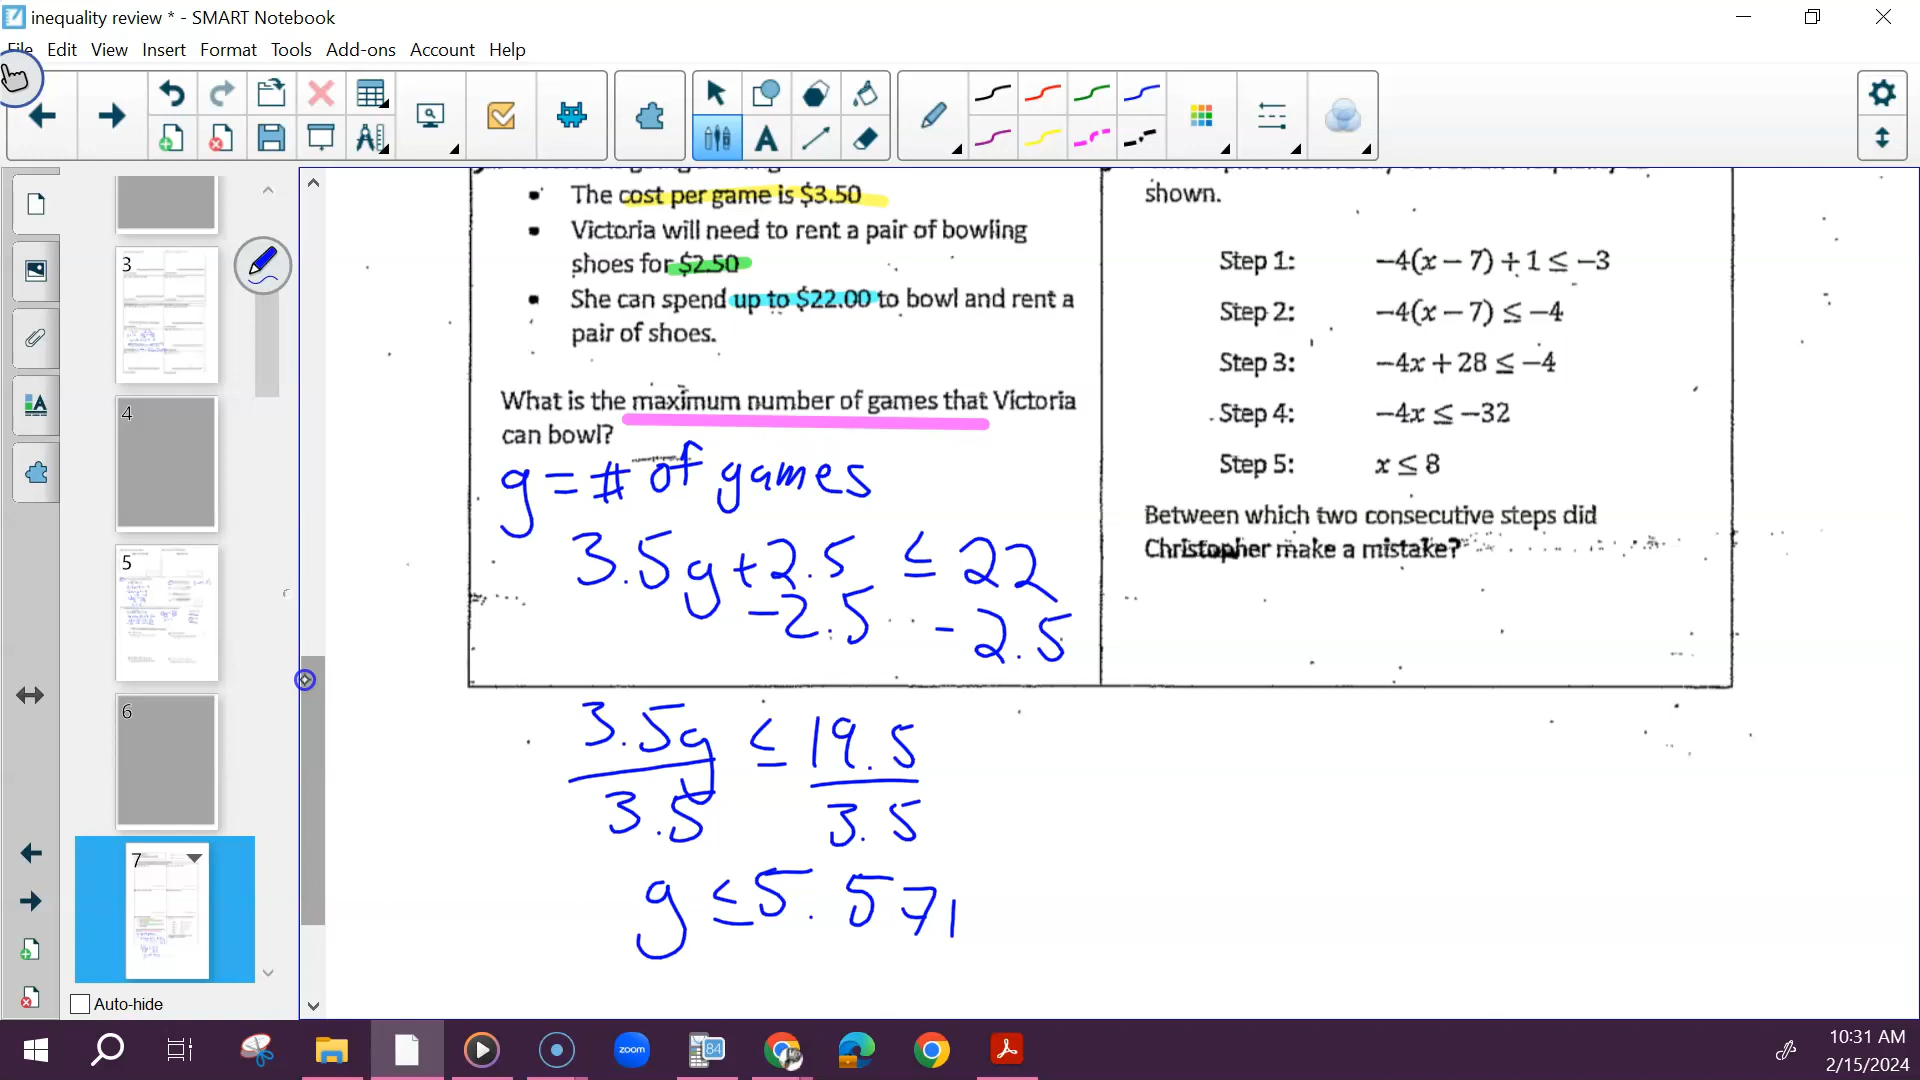 inequality review * - SMART Notebook
File Edit View Insert Format Tools Add-ons Account Help
3
4
5
6
7
Auto-hide
• The cost per game is $3.50
• Victoria will need to rent a pair of bowling
shoes for $2.50
• She can spend up to $22.00 to bowl and rent a
pair of shoes.
What is the maximum number of games that Victoria
can bowl?
g = # of games
3.5g + 2.5 ≤ 22
-2.5 - 2.5
3.5g ≤ 19.5
3.5 3.5
g ≤ 5.571
shown.
Step 1: −4(x − 7) + 1 ≤ −3
Step 2: −4(x − 7) ≤ −4
Step 3: −4x + 28 ≤ −4
Step 4: −4x ≤ −32
Step 5: x ≤ 8
Between which two consecutive steps did
Christopher make a mistake?
zoom
84
10:31 AM
2/15/2024